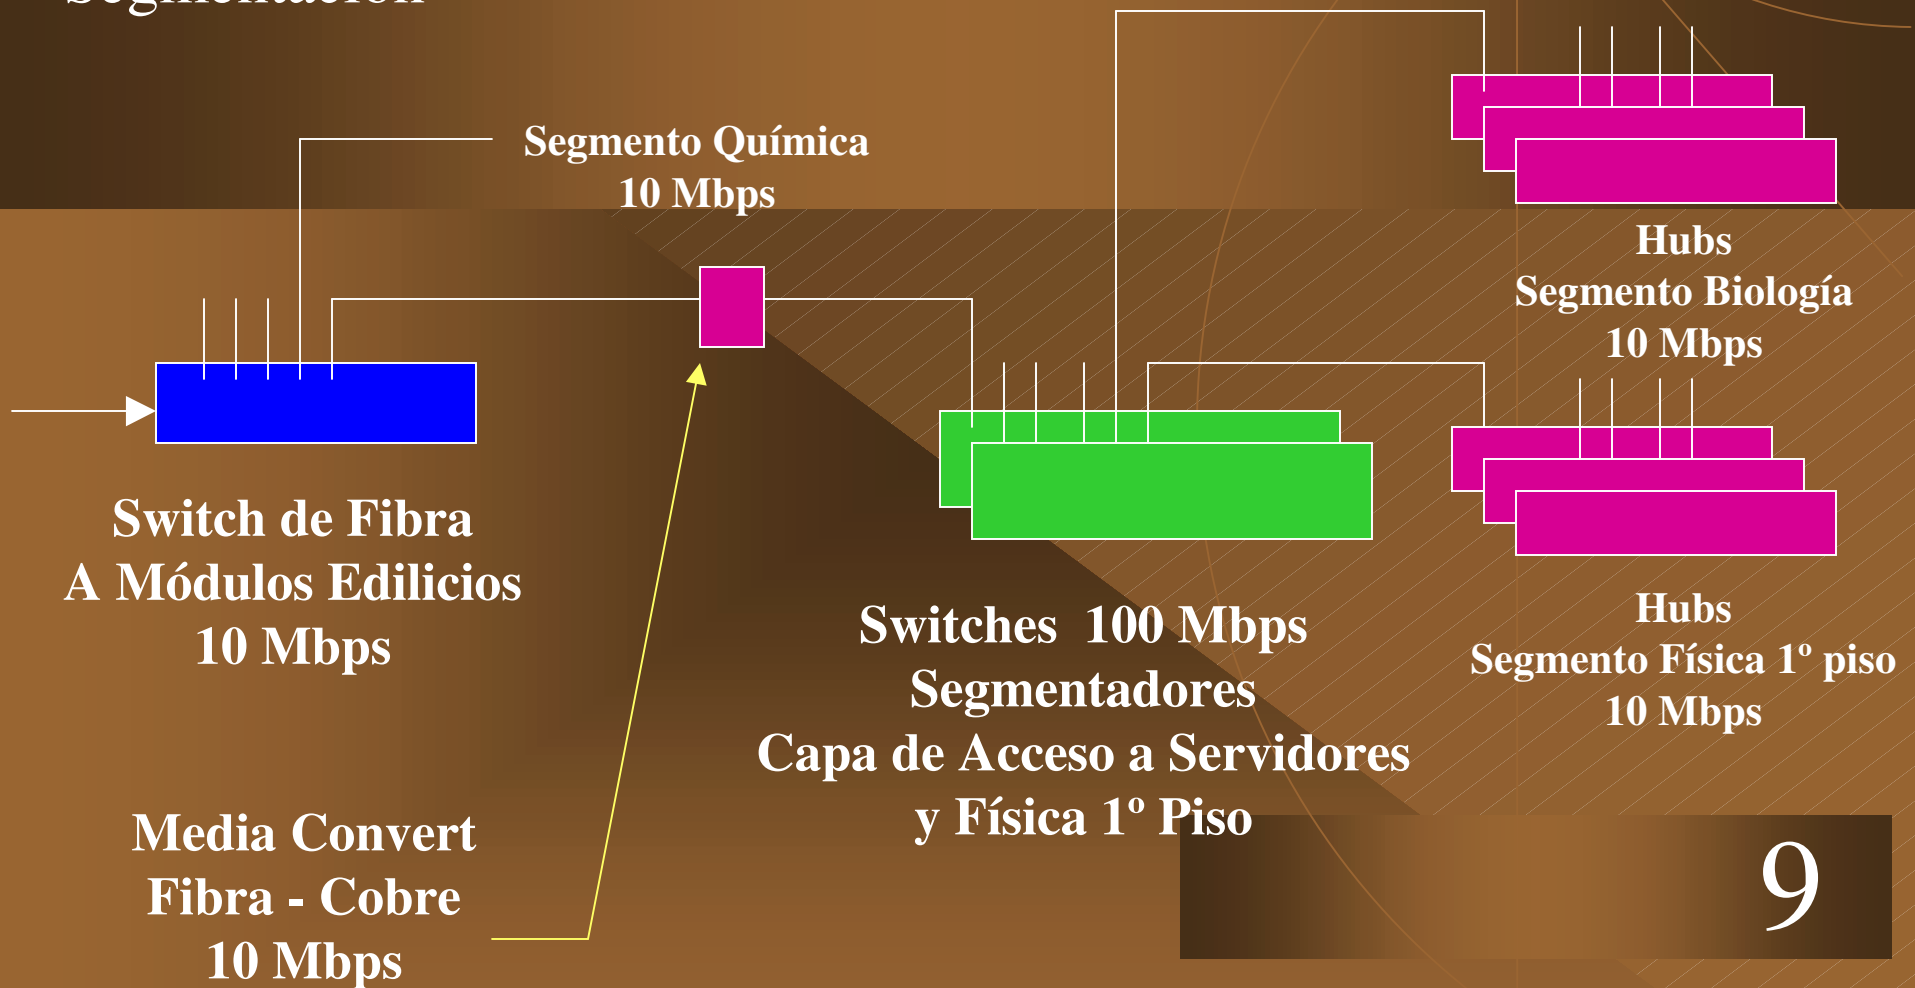 Segmentación
Segmento Química
10 Mbps
Hubs
Segmento Biología
10 Mbps
Switch de Fibra
A Módulos Edilicios
10 Mbps
Switches 100 Mbps
Segmentadores
Capa de Acceso a Servidores
y Física 1º Piso
Hubs
Segmento Física 1º piso
10 Mbps
Media Convert
Fibra - Cobre
10 Mbps
9